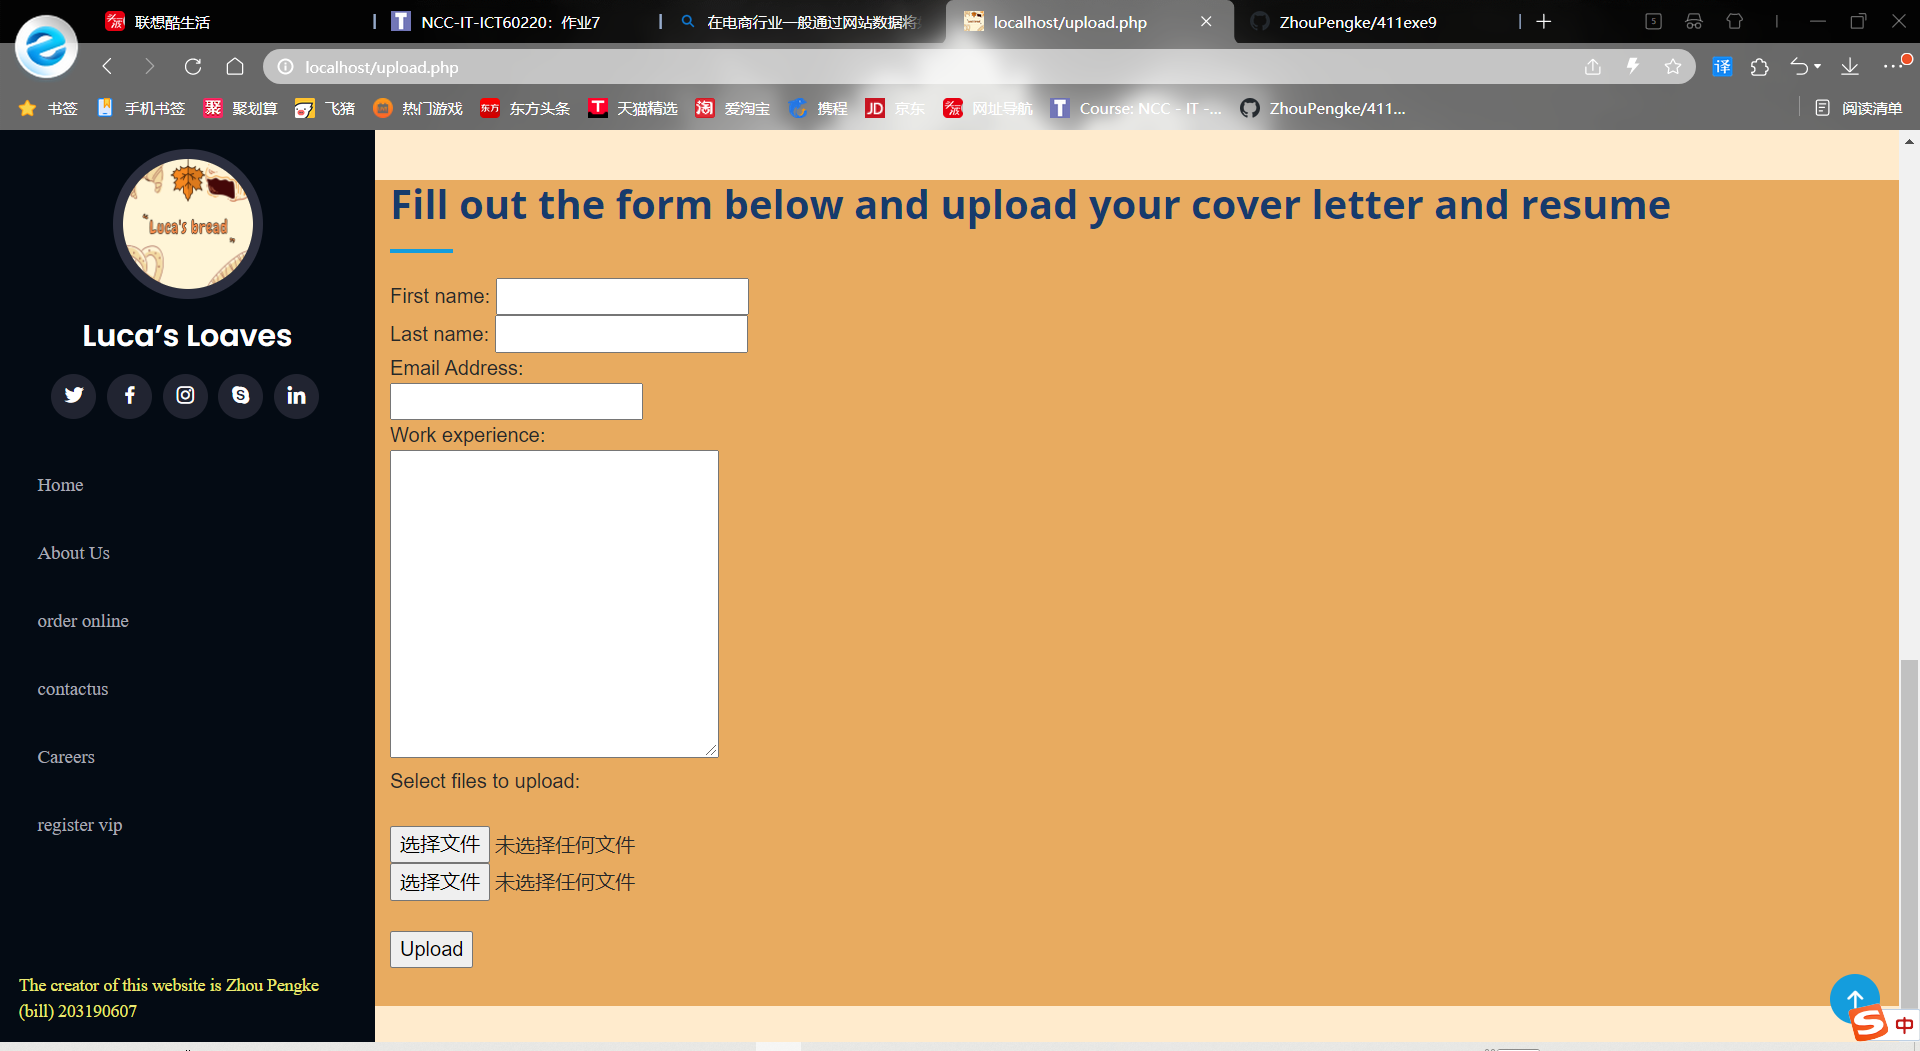 联想酷生活
NCC-IT-ICT60220：作业7
在电商行业一般通过网站数据将
localhost/upload.php
ZhouPengke/411exe9
localhost/upload.php
译
书签
手机书签
聚 聚划算
飞猪
热门游戏
东方 东方头条
T 天猫精选
淘 爱淘宝
携程
JD 京东
网址导航
T Course: NCC - IT -...
ZhouPengke/411...
阅读清单
Luca's bread
Luca’s Loaves
Home
About Us
order online
contactus
Careers
register vip
The creator of this website is Zhou Pengke
(bill) 203190607
Fill out the form below and upload your cover letter and resume
First name:
Last name:
Email Address:
Work experience:
Select files to upload:
选择文件 未选择任何文件
选择文件 未选择任何文件
Upload
中